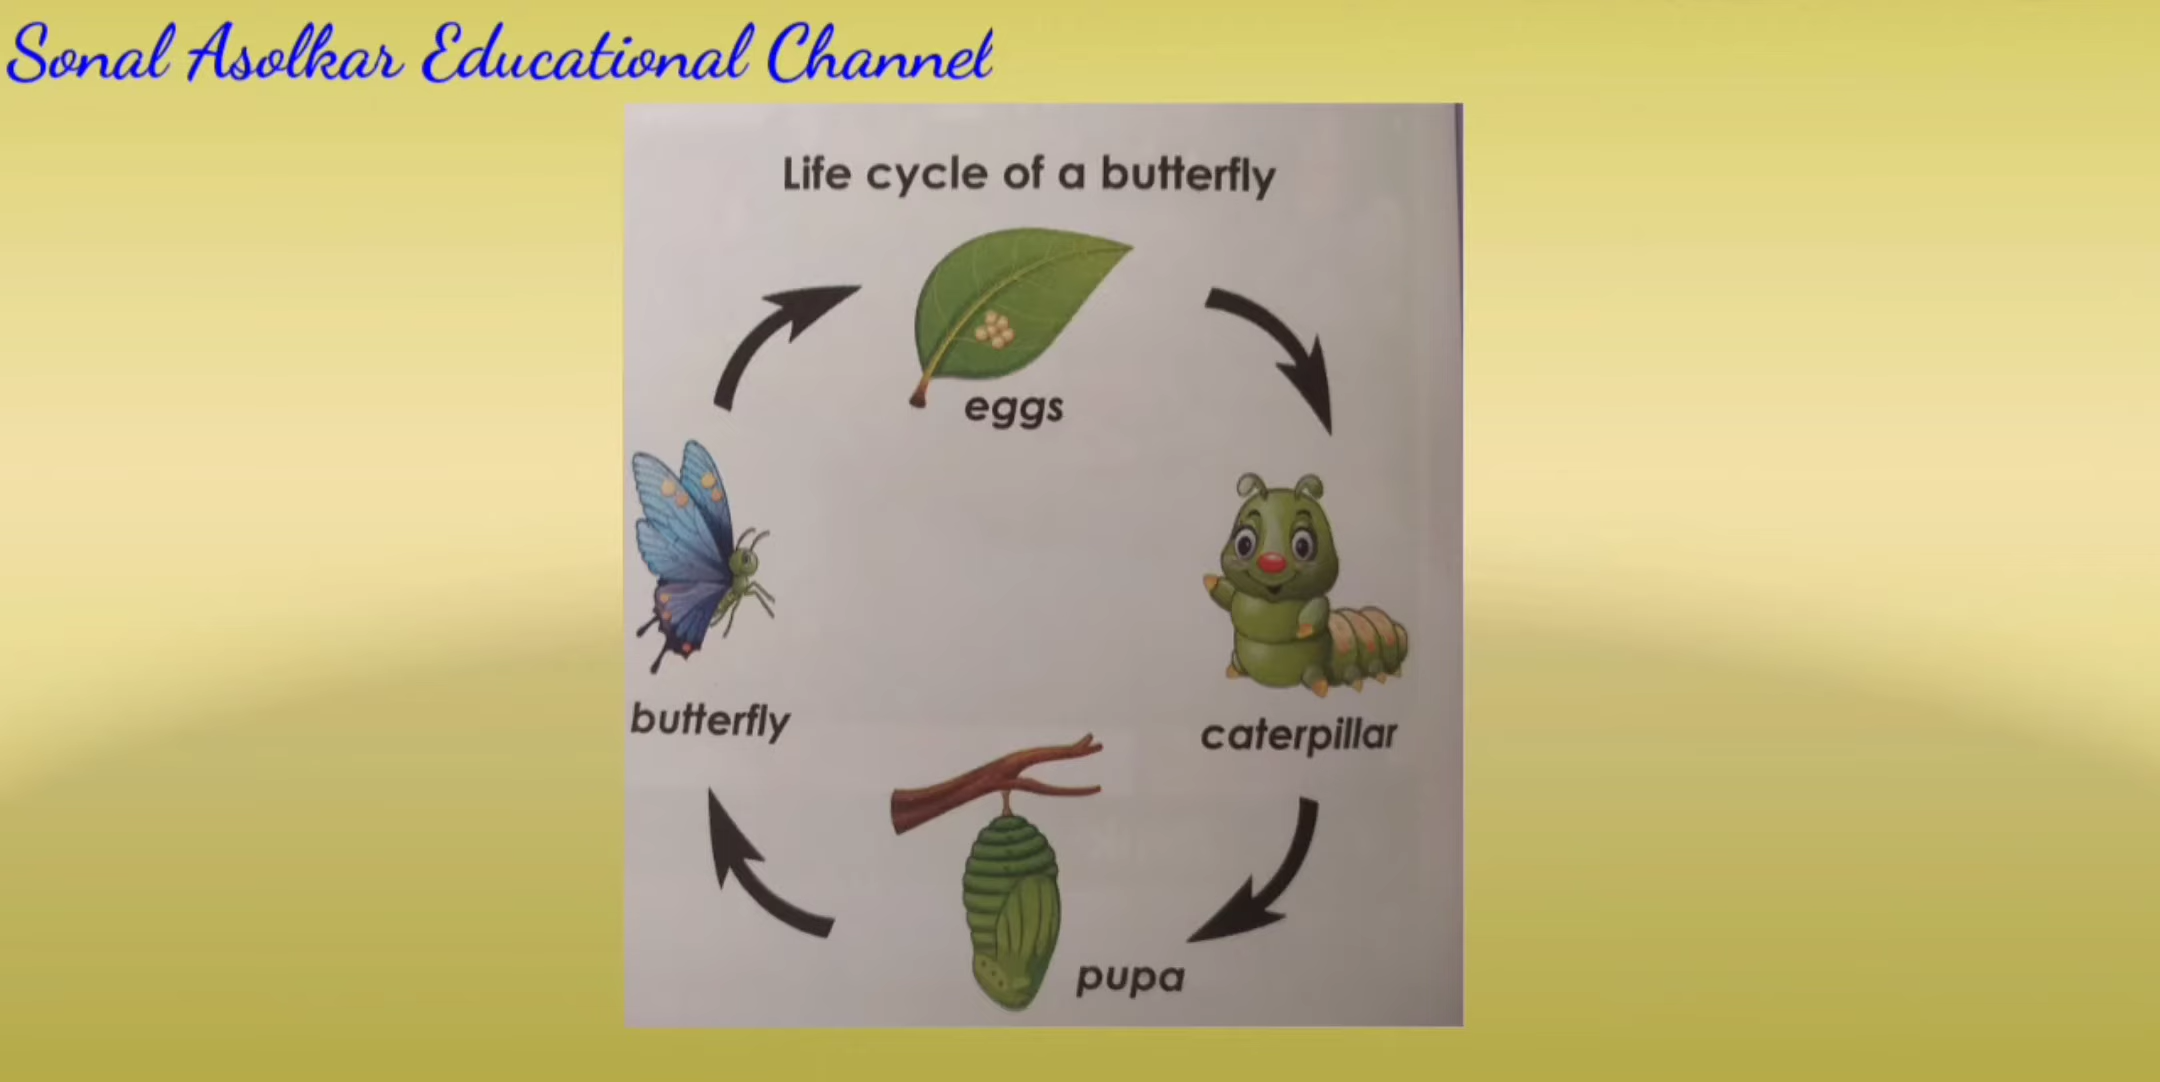 Sonal Asolkar Educational Channel
Life cycle of a butterfly
eggs
butterfly
caterpillar
pupa